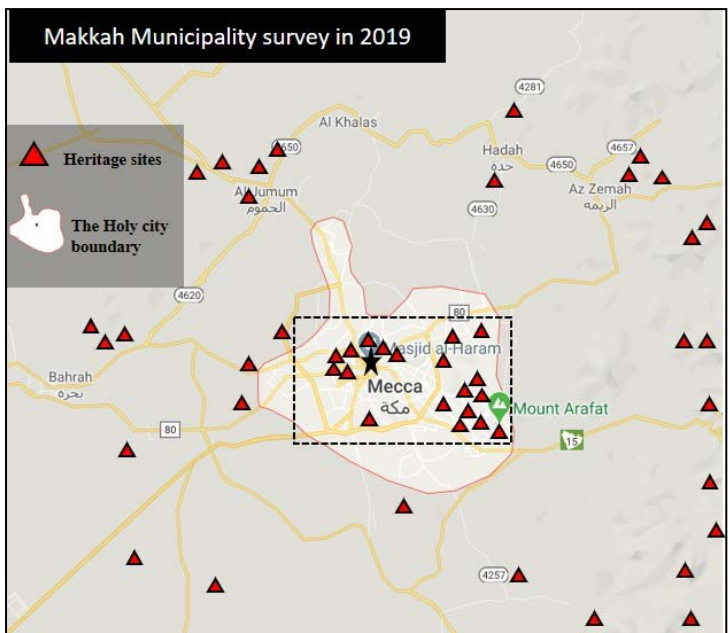 Makkah Municipality survey in 2019
4281
Al Khalas
4650
Hadah
حدة
4650
4657
Heritage sites
Al Jumum
الجموم
4630
Az Zemah
الريمه
The Holy city
boundary
4620
80
Masjid al-Haram
Bahrah
بحرة
Mecca
مكة
Mount Arafat
80
15
4257